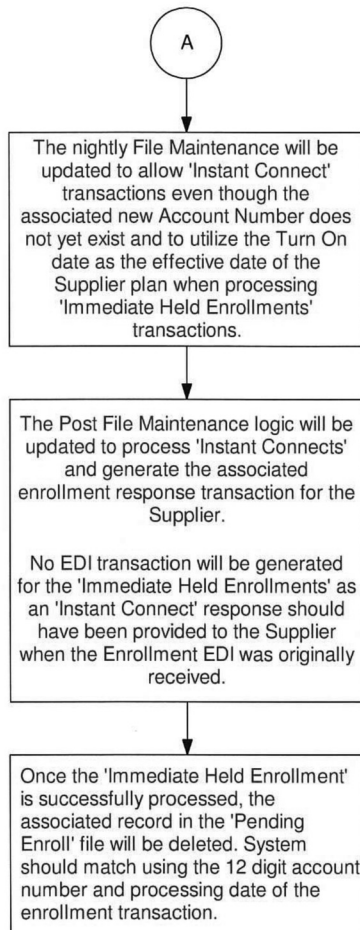 A
The nightly File Maintenance will be
updated to allow 'Instant Connect'
transactions even though the
associated new Account Number does
not yet exist and to utilize the Turn On
date as the effective date of the
Supplier plan when processing
'Immediate Held Enrollments'
transactions.
The Post File Maintenance logic will be
updated to process 'Instant Connects'
and generate the associated
enrollment response transaction for the
Supplier.
No EDI transaction will be generated
for the 'Immediate Held Enrollments' as
an 'Instant Connect' response should
have been provided to the Supplier
when the Enrollment EDI was originally
received.
Once the 'Immediate Held Enrollment'
is successfully processed, the
associated record in the 'Pending
Enroll' file will be deleted. System
should match using the 12 digit account
number and processing date of the
enrollment transaction.